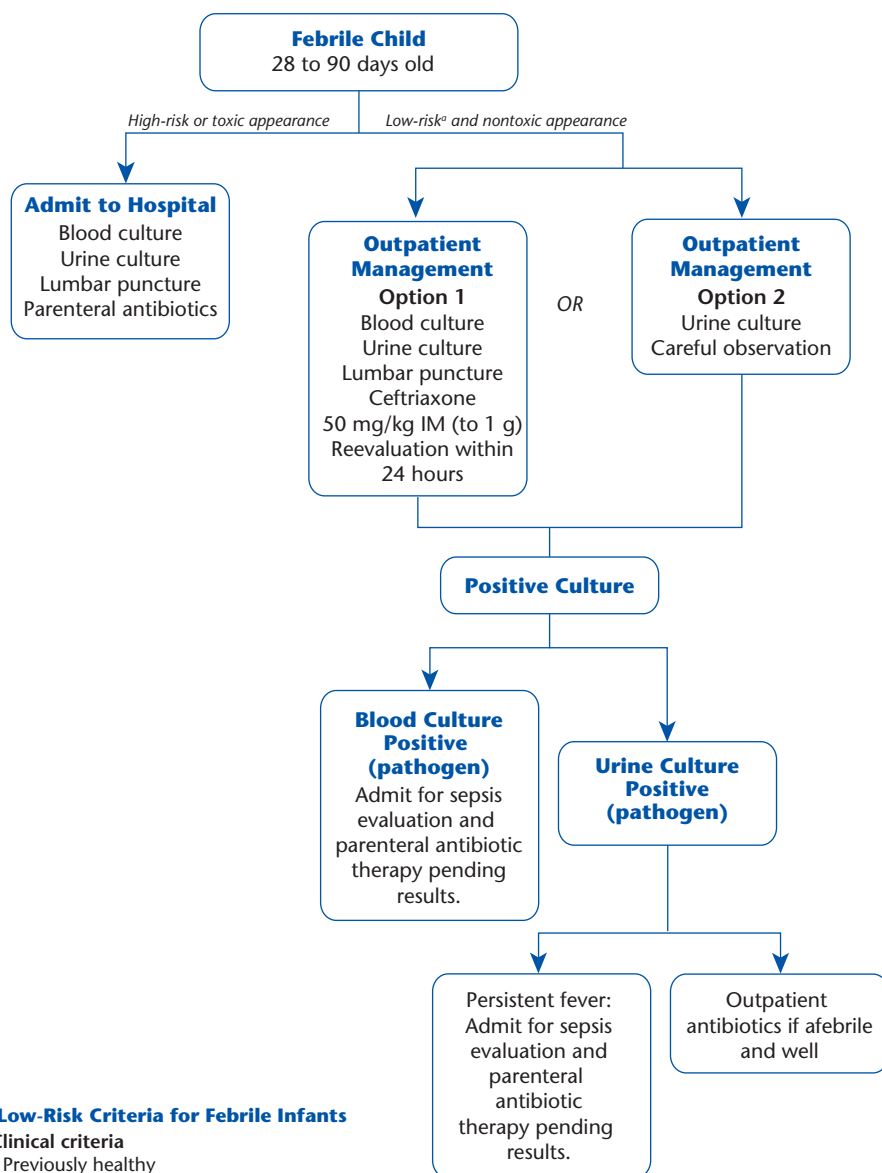 Febrile Child
28 to 90 days old
High-risk or toxic appearance
Low-riskª and nontoxic appearance
Admit to Hospital
Blood culture
Urine culture
Lumbar puncture
Parenteral antibiotics
Outpatient
Management
Option 1
Blood culture
Urine culture
Lumbar puncture
Ceftriaxone
50 mg/kg IM (to 1 g)
Reevaluation within
24 hours
OR
Outpatient
Management
Option 2
Urine culture
Careful observation
Positive Culture
Blood Culture
Positive
(pathogen)
Admit for sepsis
evaluation and
parenteral antibiotic
therapy pending
results.
Urine Culture
Positive
(pathogen)
Persistent fever:
Admit for sepsis
evaluation and
parenteral
antibiotic
therapy pending
results.
Outpatient
antibiotics if afebrile
and well
Low-Risk Criteria for Febrile Infants
linical criteria
Previously healthy